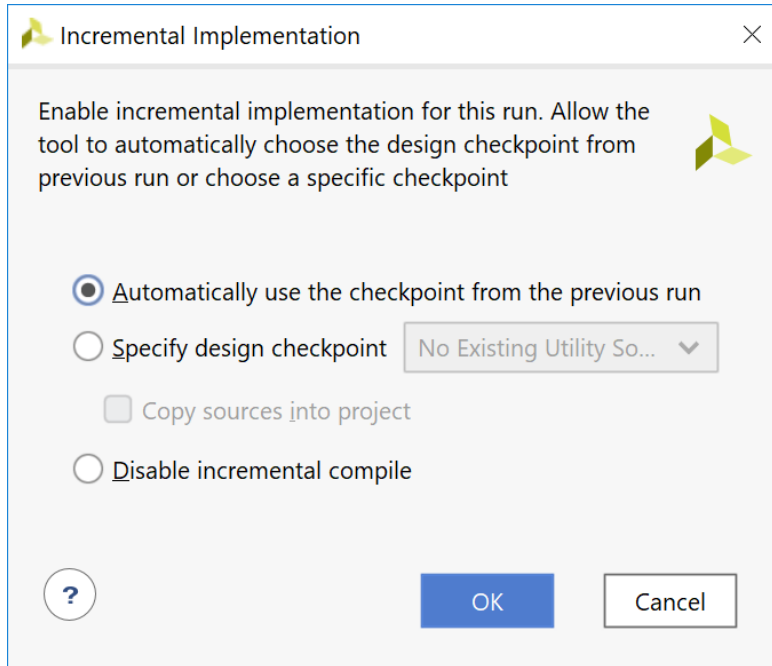 Incremental Implementation
Enable incremental implementation for this run. Allow the
tool to automatically choose the design checkpoint from
previous run or choose a specific checkpoint
Automatically use the checkpoint from the previous run
Specify design checkpoint No Existing Utility So...
Copy sources into project
Disable incremental compile
? OK Cancel